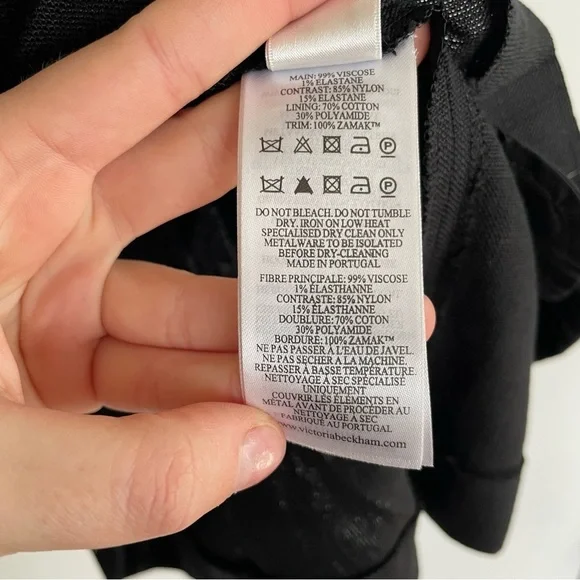 MAIN: 99% VISCOSE
1% ELASTANE
CONTRAST: 85% NYLON
15% ELASTANE
LINING: 70% COTTON
30% POLYAMIDE
TRIM: 100% ZAMAK™
P
P
DO NOT BLEACH. DO NOT TUMBLE
DRY. IRON ON LOW HEAT
SPECIALISED DRY CLEAN ONLY
METALWARE TO BE ISOLATED
BEFORE DRY-CLEANING
MADE IN PORTUGAL
FIBRE PRINCIPALE: 99% VISCOSE
1% ÉLASTHANNE
CONTRASTE: 85% NYLON
15% ÉLASTHANNE
DOUBLURE: 70% COTON
30% POLYAMIDE
BORDURE: 100% ZAMAK™
NE PAS PASSER À L'EAU DE JAVEL.
NE PAS SÉCHER A LA MACHINE.
REPASSER À BASSE TEMPÉRATURE
NETTOYAGE À SEC SPÉCIALISÉ
UNIQUEMENT
COUVRIR LES ÉLÉMENTS EN
MÉTAL AVANT DE PROCÉDER AU
NETTOYAGE À SEC
FABRIQUÉ AU PORTUGAL
www.victoriabeckham.com